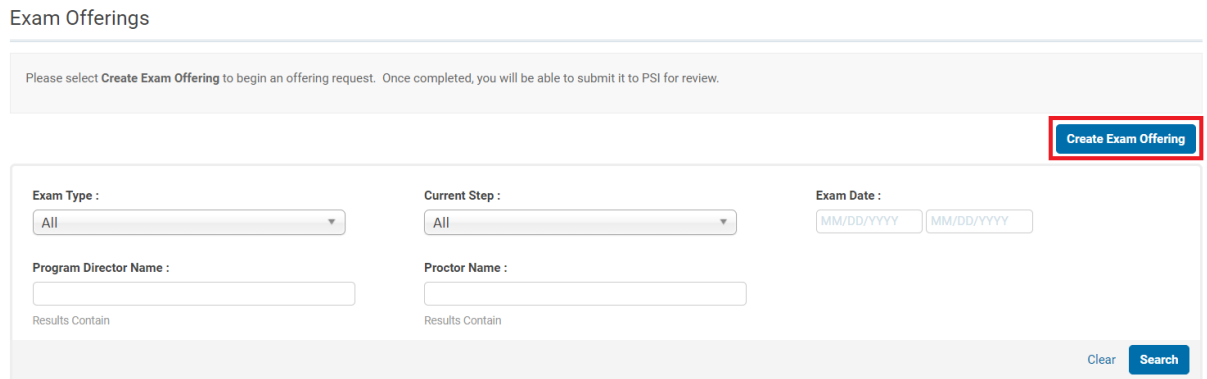 Exam Offerings
Please select Create Exam Offering to begin an offering request. Once completed, you will be able to submit it to PSI for review.
Create Exam Offering
Exam Type :
Current Step :
Exam Date :
All
All
MM/DD/YYYY
MM/DD/YYYY
Program Director Name :
Proctor Name :
Results Contain
Results Contain
Clear
Search